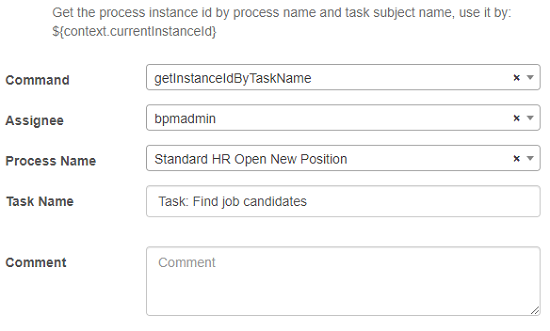 Get the process instance id by process name and task subject name, use it by:
${context.currentInstanceId}
Command getInstanceIdByTaskName × ▾
Assignee bpmadmin × ▾
Process Name Standard HR Open New Position × ▾
Task Name Task: Find job candidates
Comment Comment